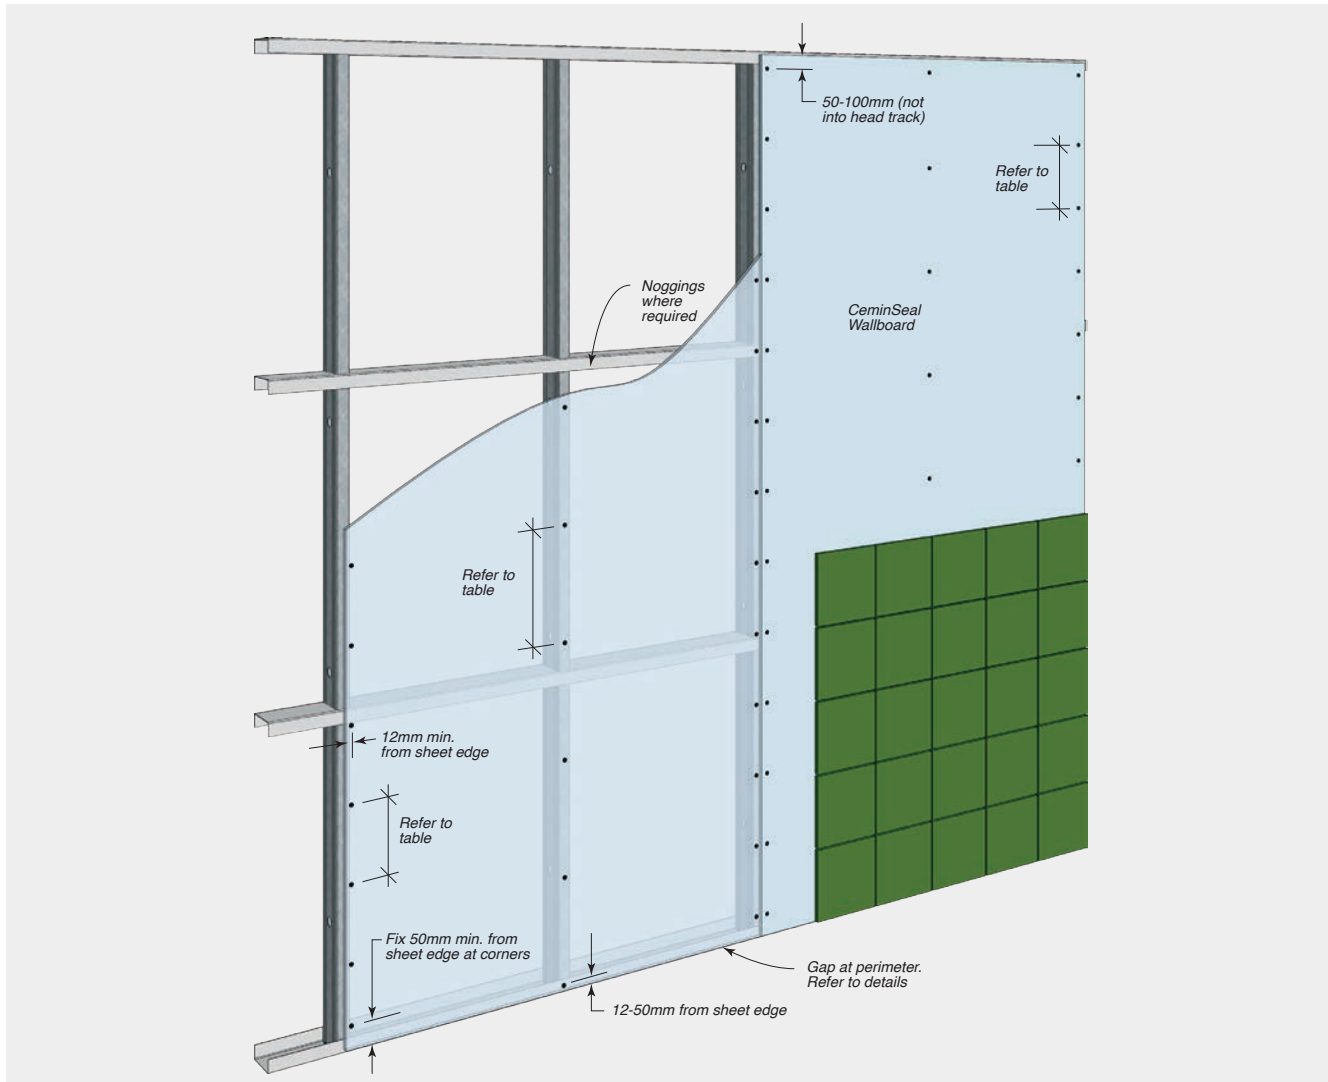 50-100mm (not
into head track)
Refer to
table
Noggings
where
required
CeminSeal
Wallboard
Refer to
table
12mm min.
from sheet edge
Refer to
table
Fix 50mm min. from
sheet edge at corners
Gap at perimeter.
Refer to details
12-50mm from sheet edge